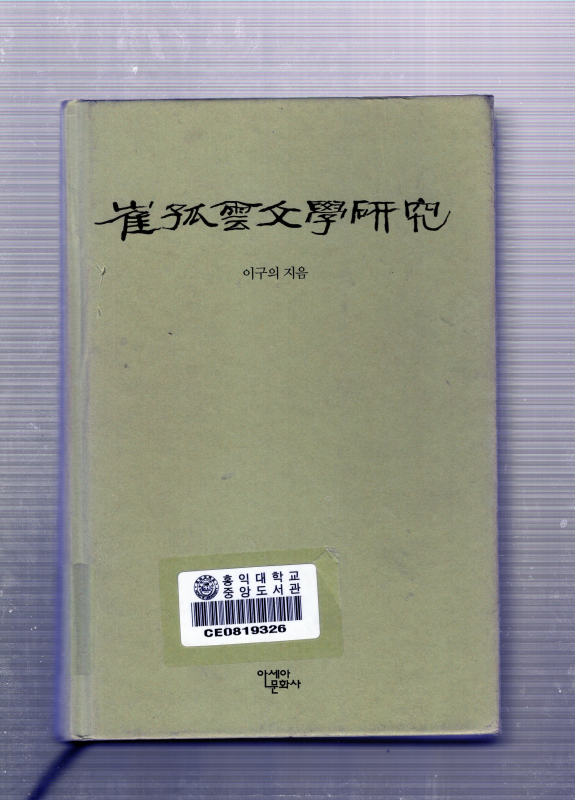 崔孤雲文學硏究
이구의 지음
홍익대학교
중앙도서관
CE0819326
아세아
문화사